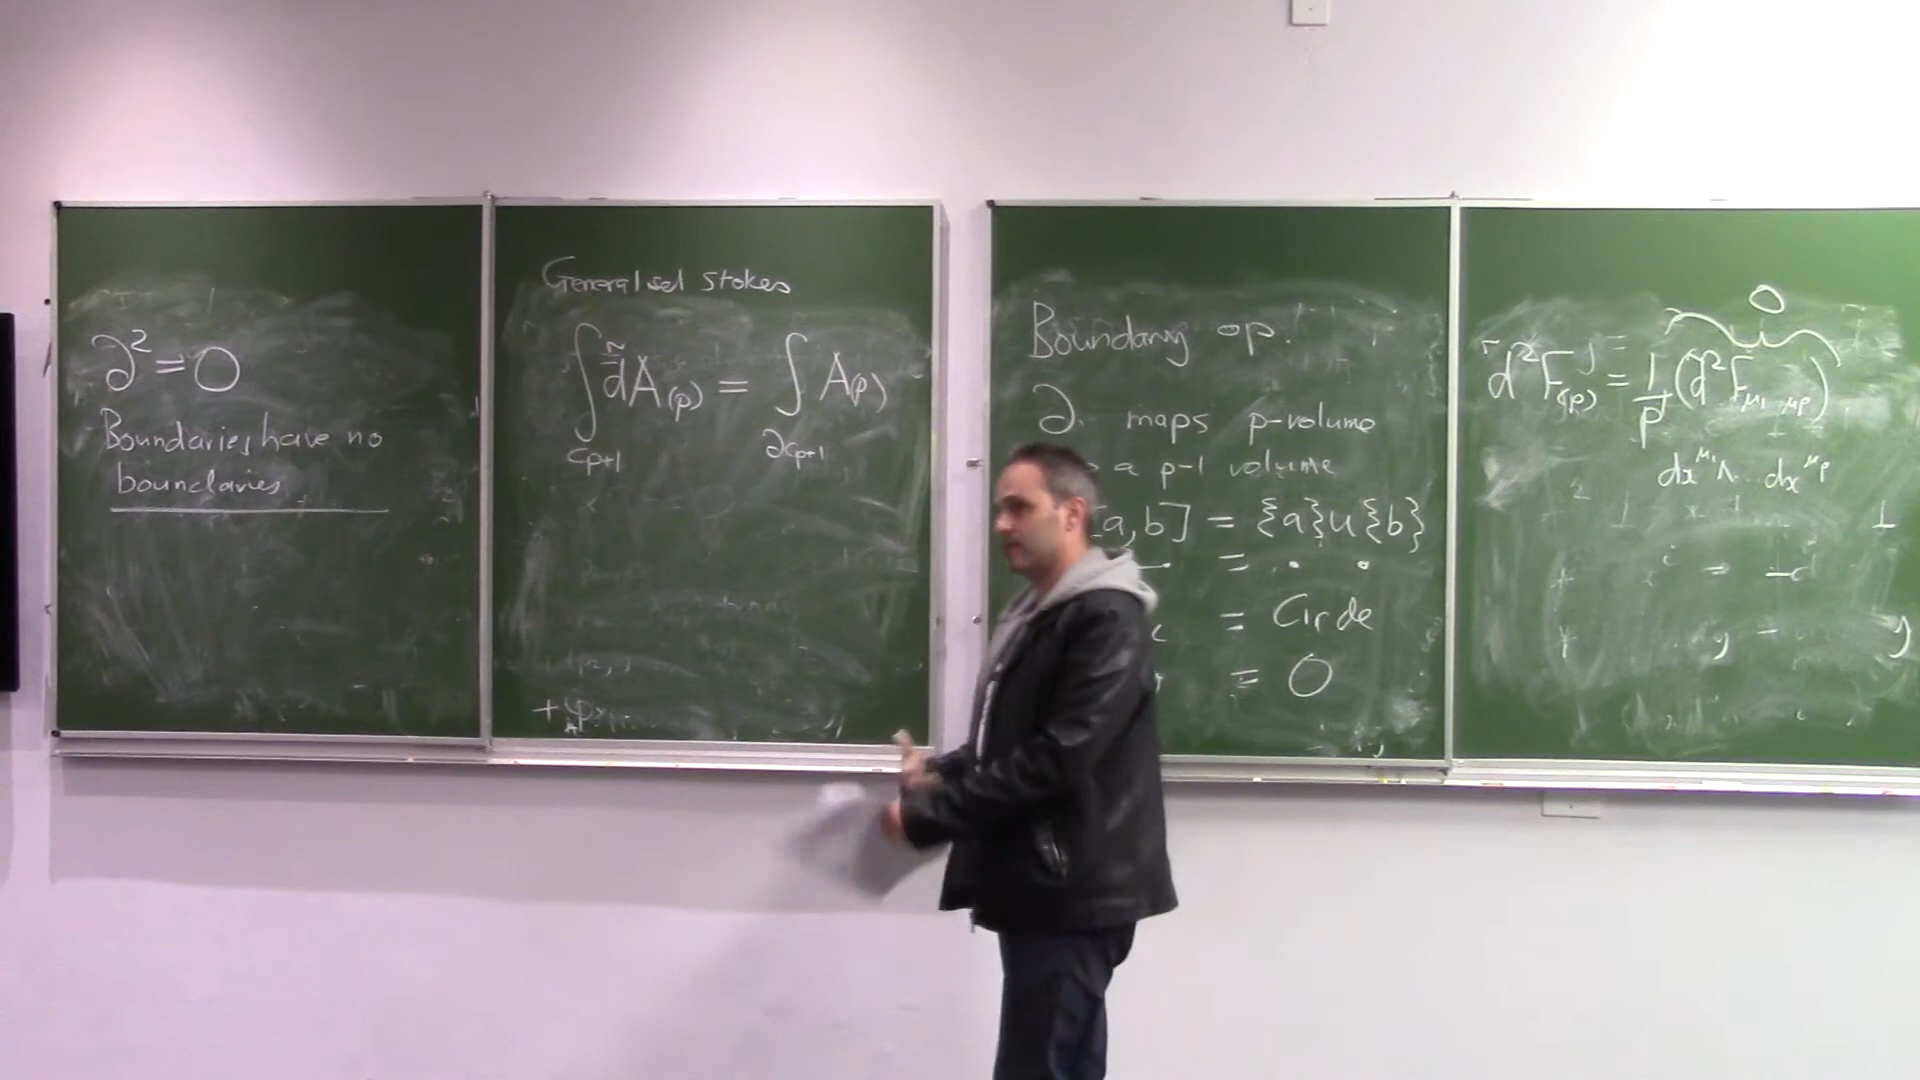 ∂² = 0
Boundaries have no
boundaries
Generalised Stokes
∫ d̃A(p) = ∫ A(p)
Cp+1 ∂Cp+1
Boundary op.
∂ maps p-volume
a p-1 volume
[a,b] = {a}u{b}
= . .
= Circle
= 0
0
d̃²F(p) = 1/p! (d²Fμ1 μp)
dx^μ1 ∧... dx^μp